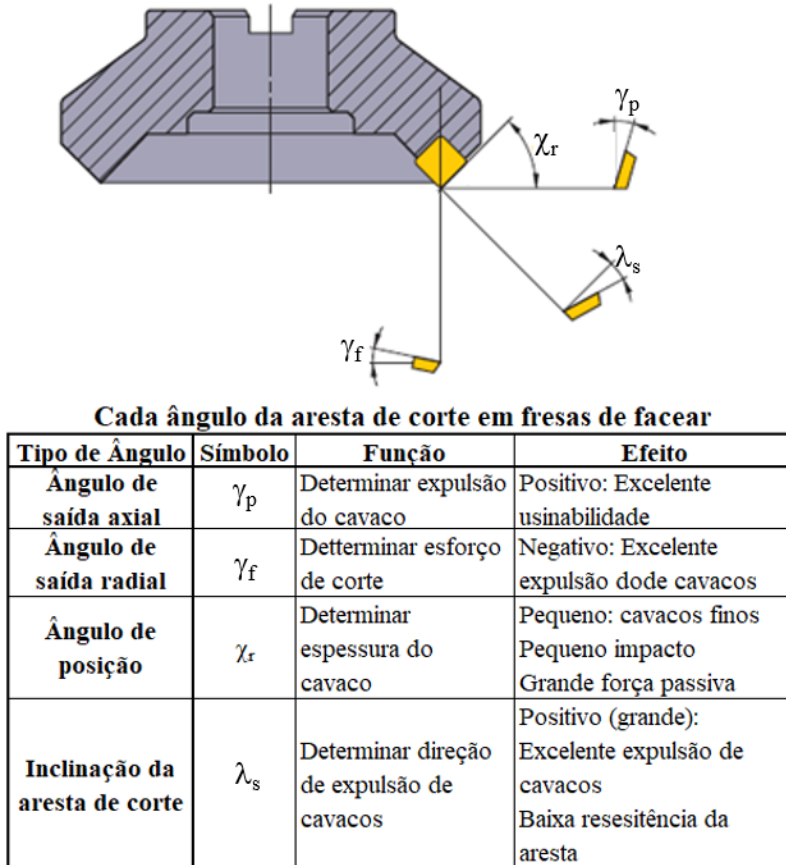 γp
χr
λs
γf
Cada ângulo da aresta de corte em fresas de facear
Tipo de Ângulo Símbolo Função Efeito
Ângulo de saída axial
γp
Determinar expulsão
do cavaco
Positivo: Excelente
usinabilidade
Ângulo de
saída radial
γf
Detterminar esforço
de corte
Negativo: Excelente
expulsão dode cavacos
Ângulo de
posição
χr
Determinar
espessura do
cavaco
Pequeno: cavacos finos
Pequeno impacto
Grande força passiva
Inclinação da
aresta de corte
λs
Determinar direção
de expulsão de
cavacos
Positivo (grande):
Excelente expulsão de
cavacos
Baixa resesitência da
aresta